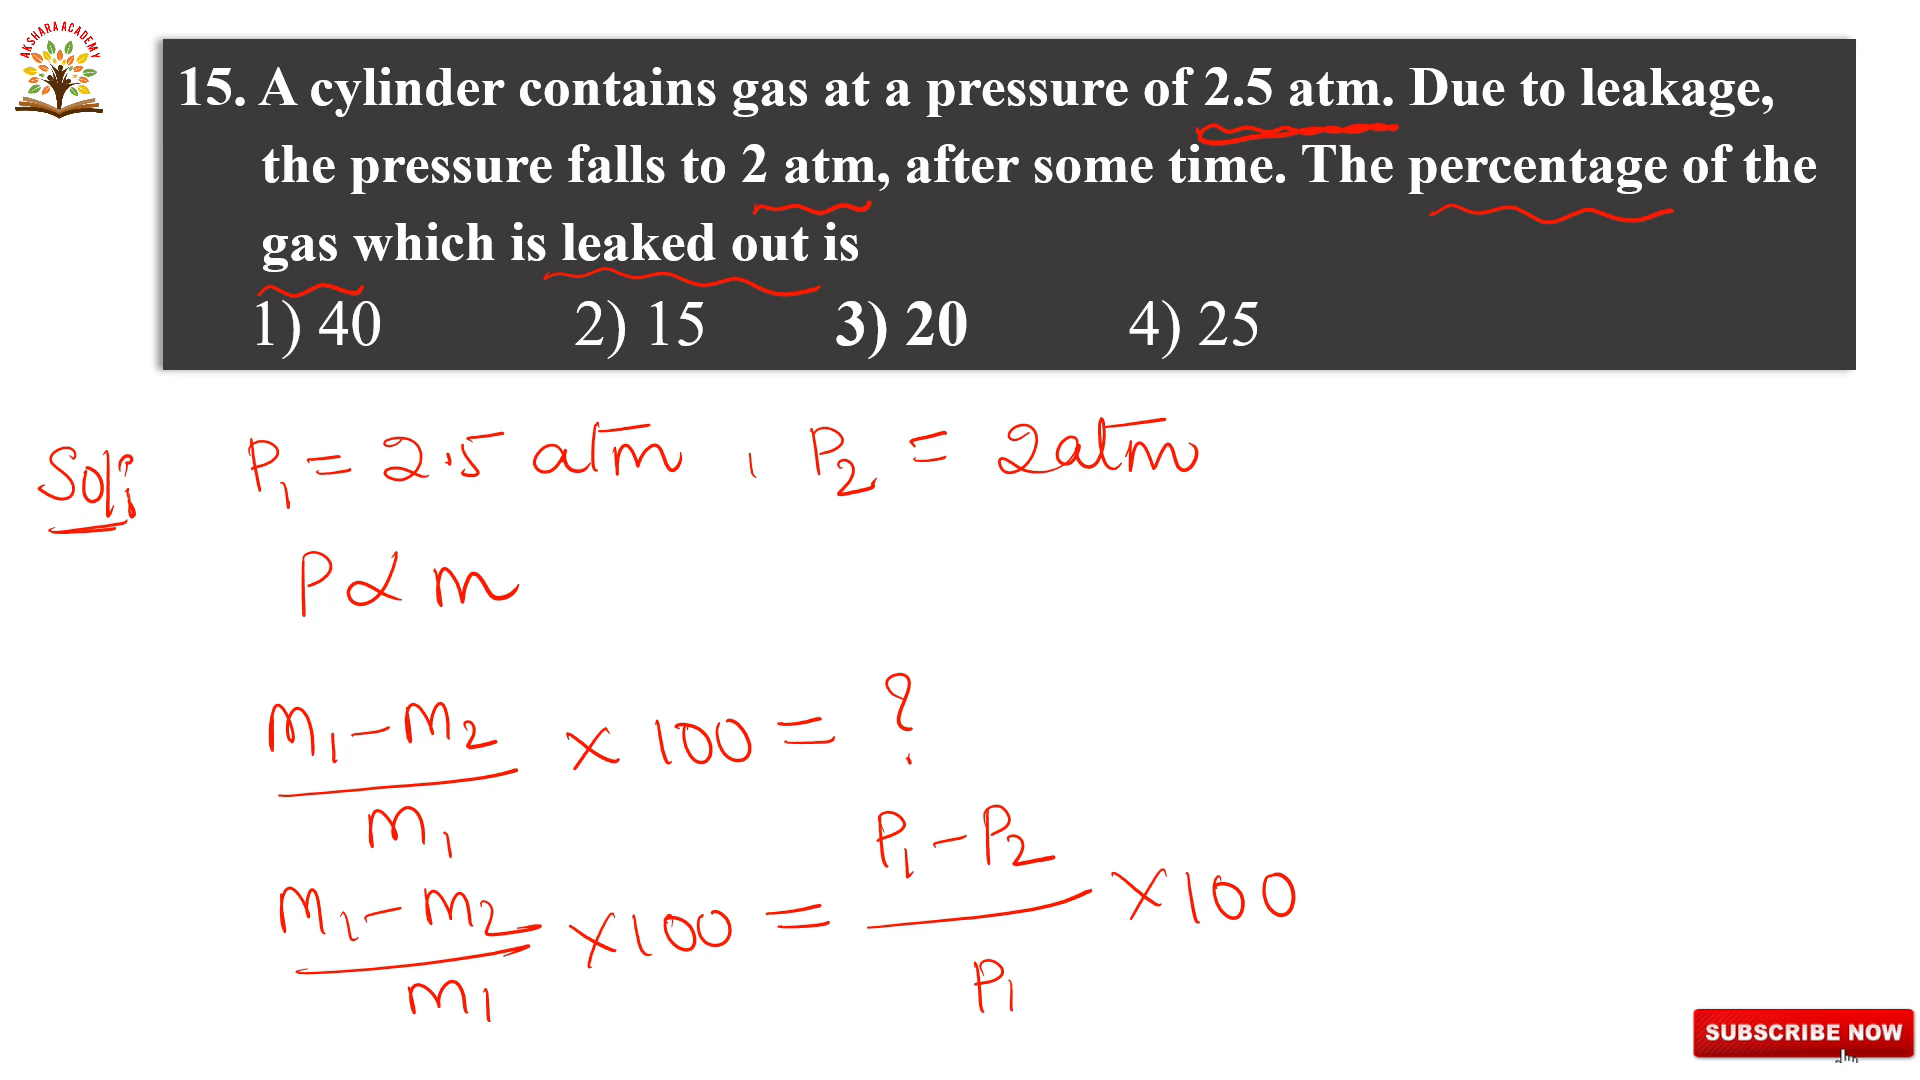 AKSHARA ACADEMY
15. A cylinder contains gas at a pressure of 2.5 atm. Due to leakage,
the pressure falls to 2 atm, after some time. The percentage of the
gas which is leaked out is
1) 40 2) 15 3) 20 4) 25
Sol: P₁ = 2.5 atm , P₂ = 2 atm
P ∝ m
(m₁ - m₂)/m₁ × 100 = ?
(m₁ - m₂)/m₁ × 100 = (P₁ - P₂)/P₁ × 100
SUBSCRIBE NOW